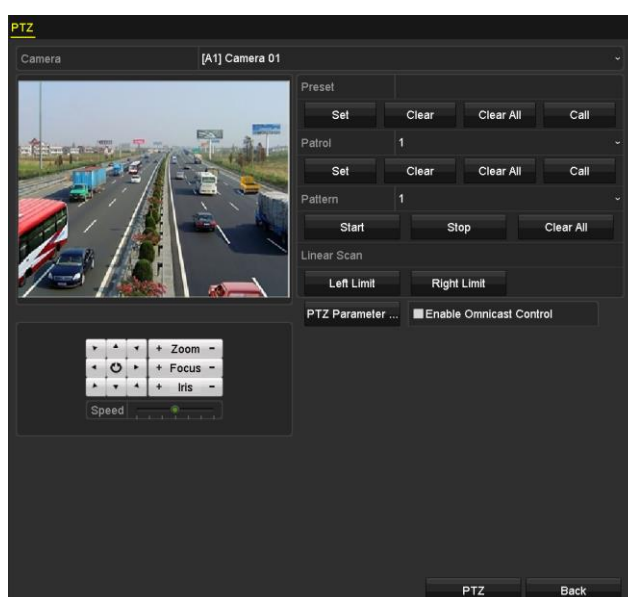 PTZ
Camera [A1] Camera 01
Preset
Set Clear Clear All Call
Patrol 1
Set Clear Clear All Call
Pattern 1
Start Stop Clear All
Linear Scan
Left Limit Right Limit
PTZ Parameter ... Enable Omnicast Control
+ Zoom -
+ Focus -
+ Iris -
Speed
PTZ Back